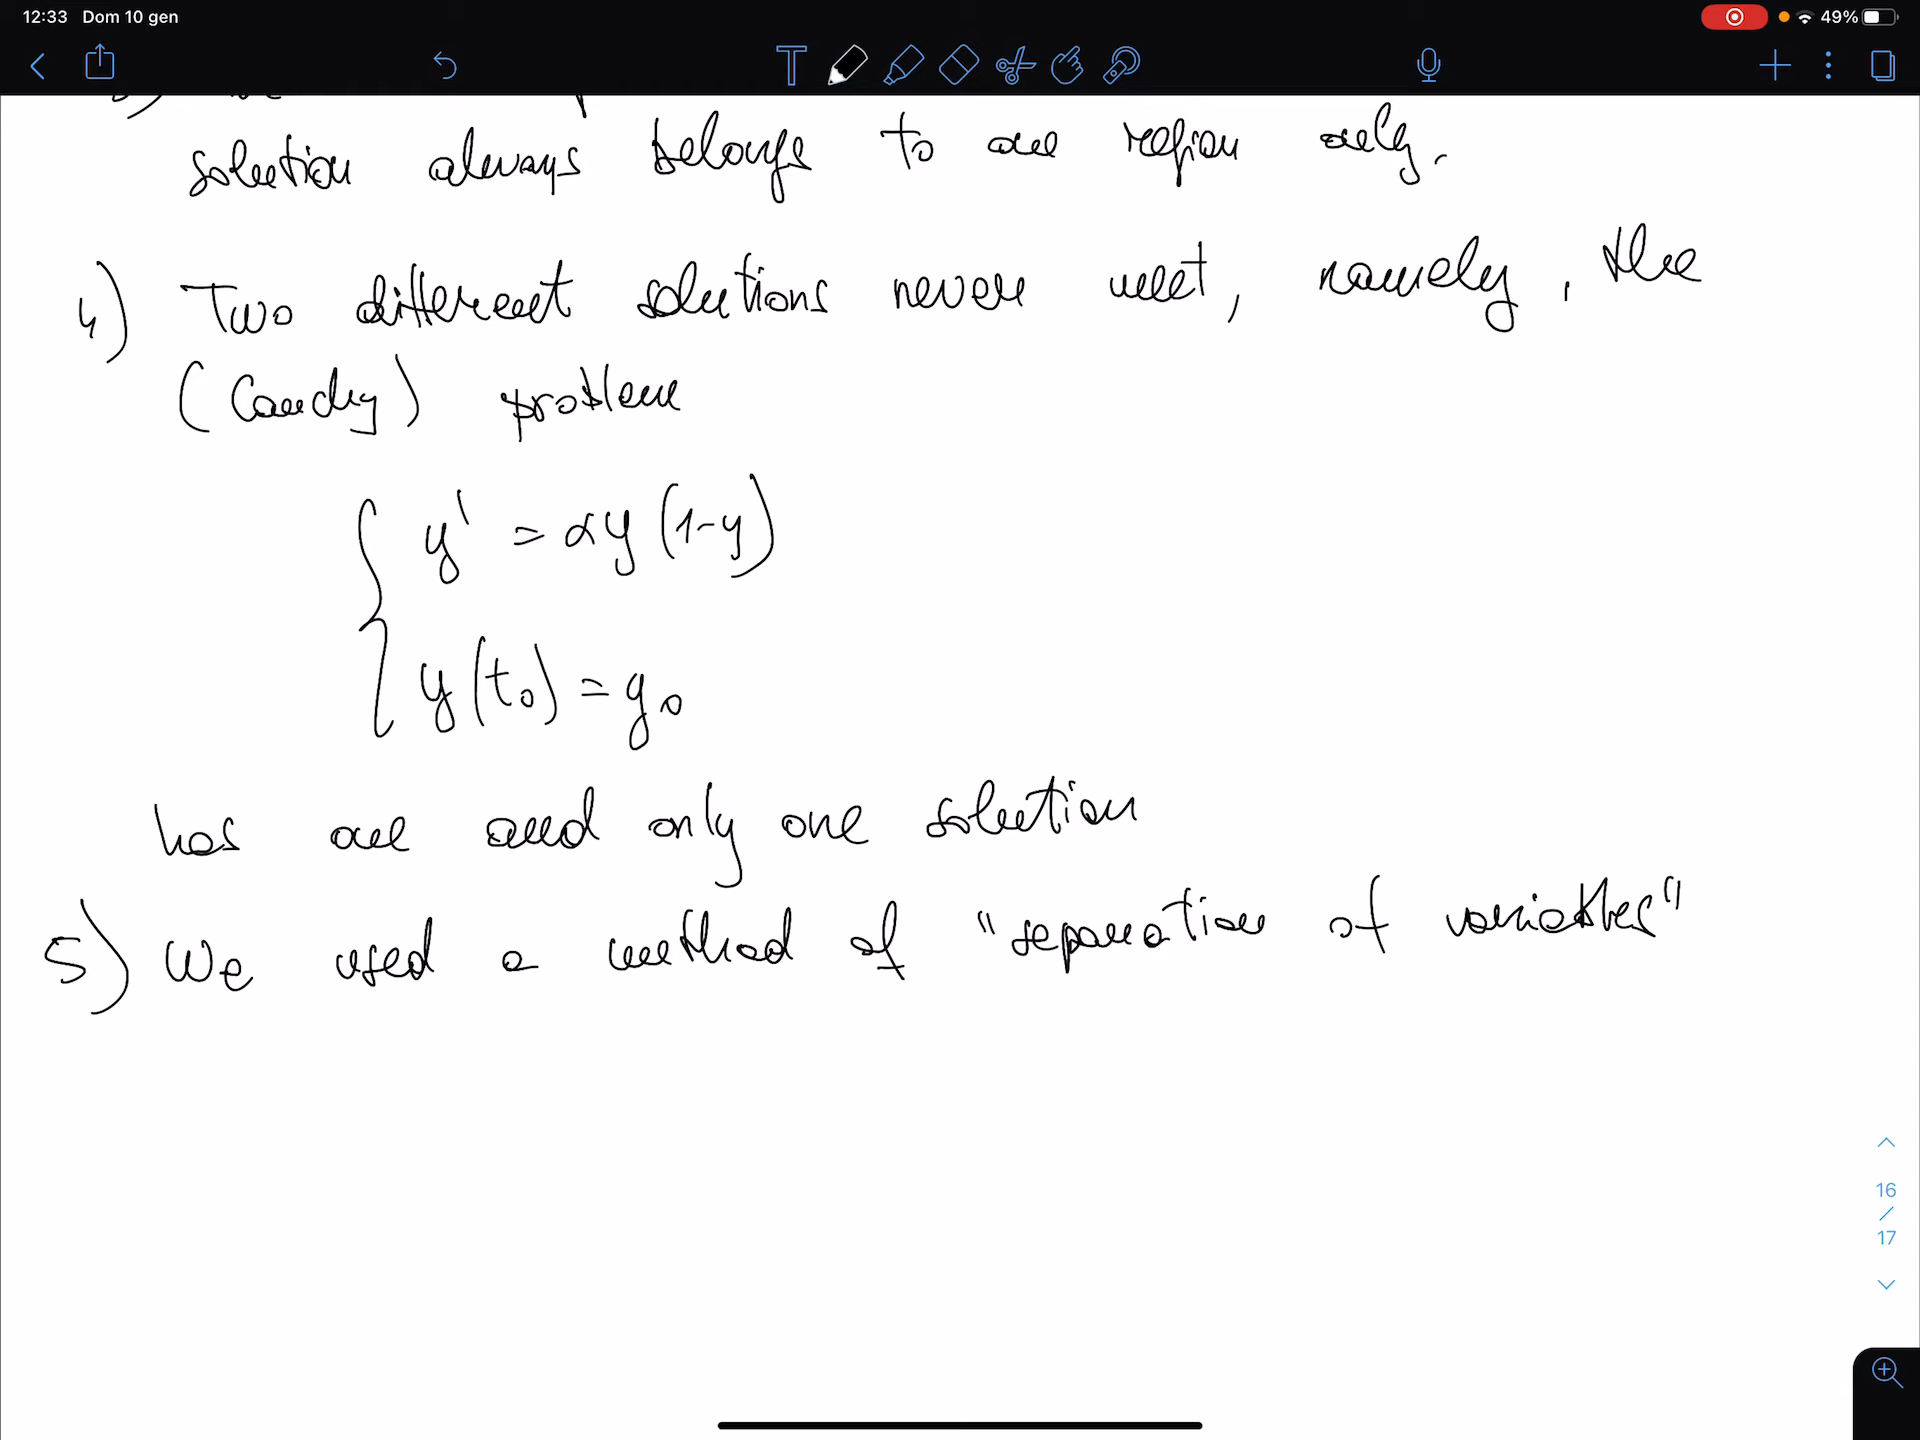 12:33 Dom 10 gen
49%
solution always belongs to one region only.
4) Two different solutions never meet, namely, the
(Cauchy) problem
y' = αy (1-y)
y(t₀) = y₀
has one and only one solution
5) We used a method of "separation of variables"
16
/
17